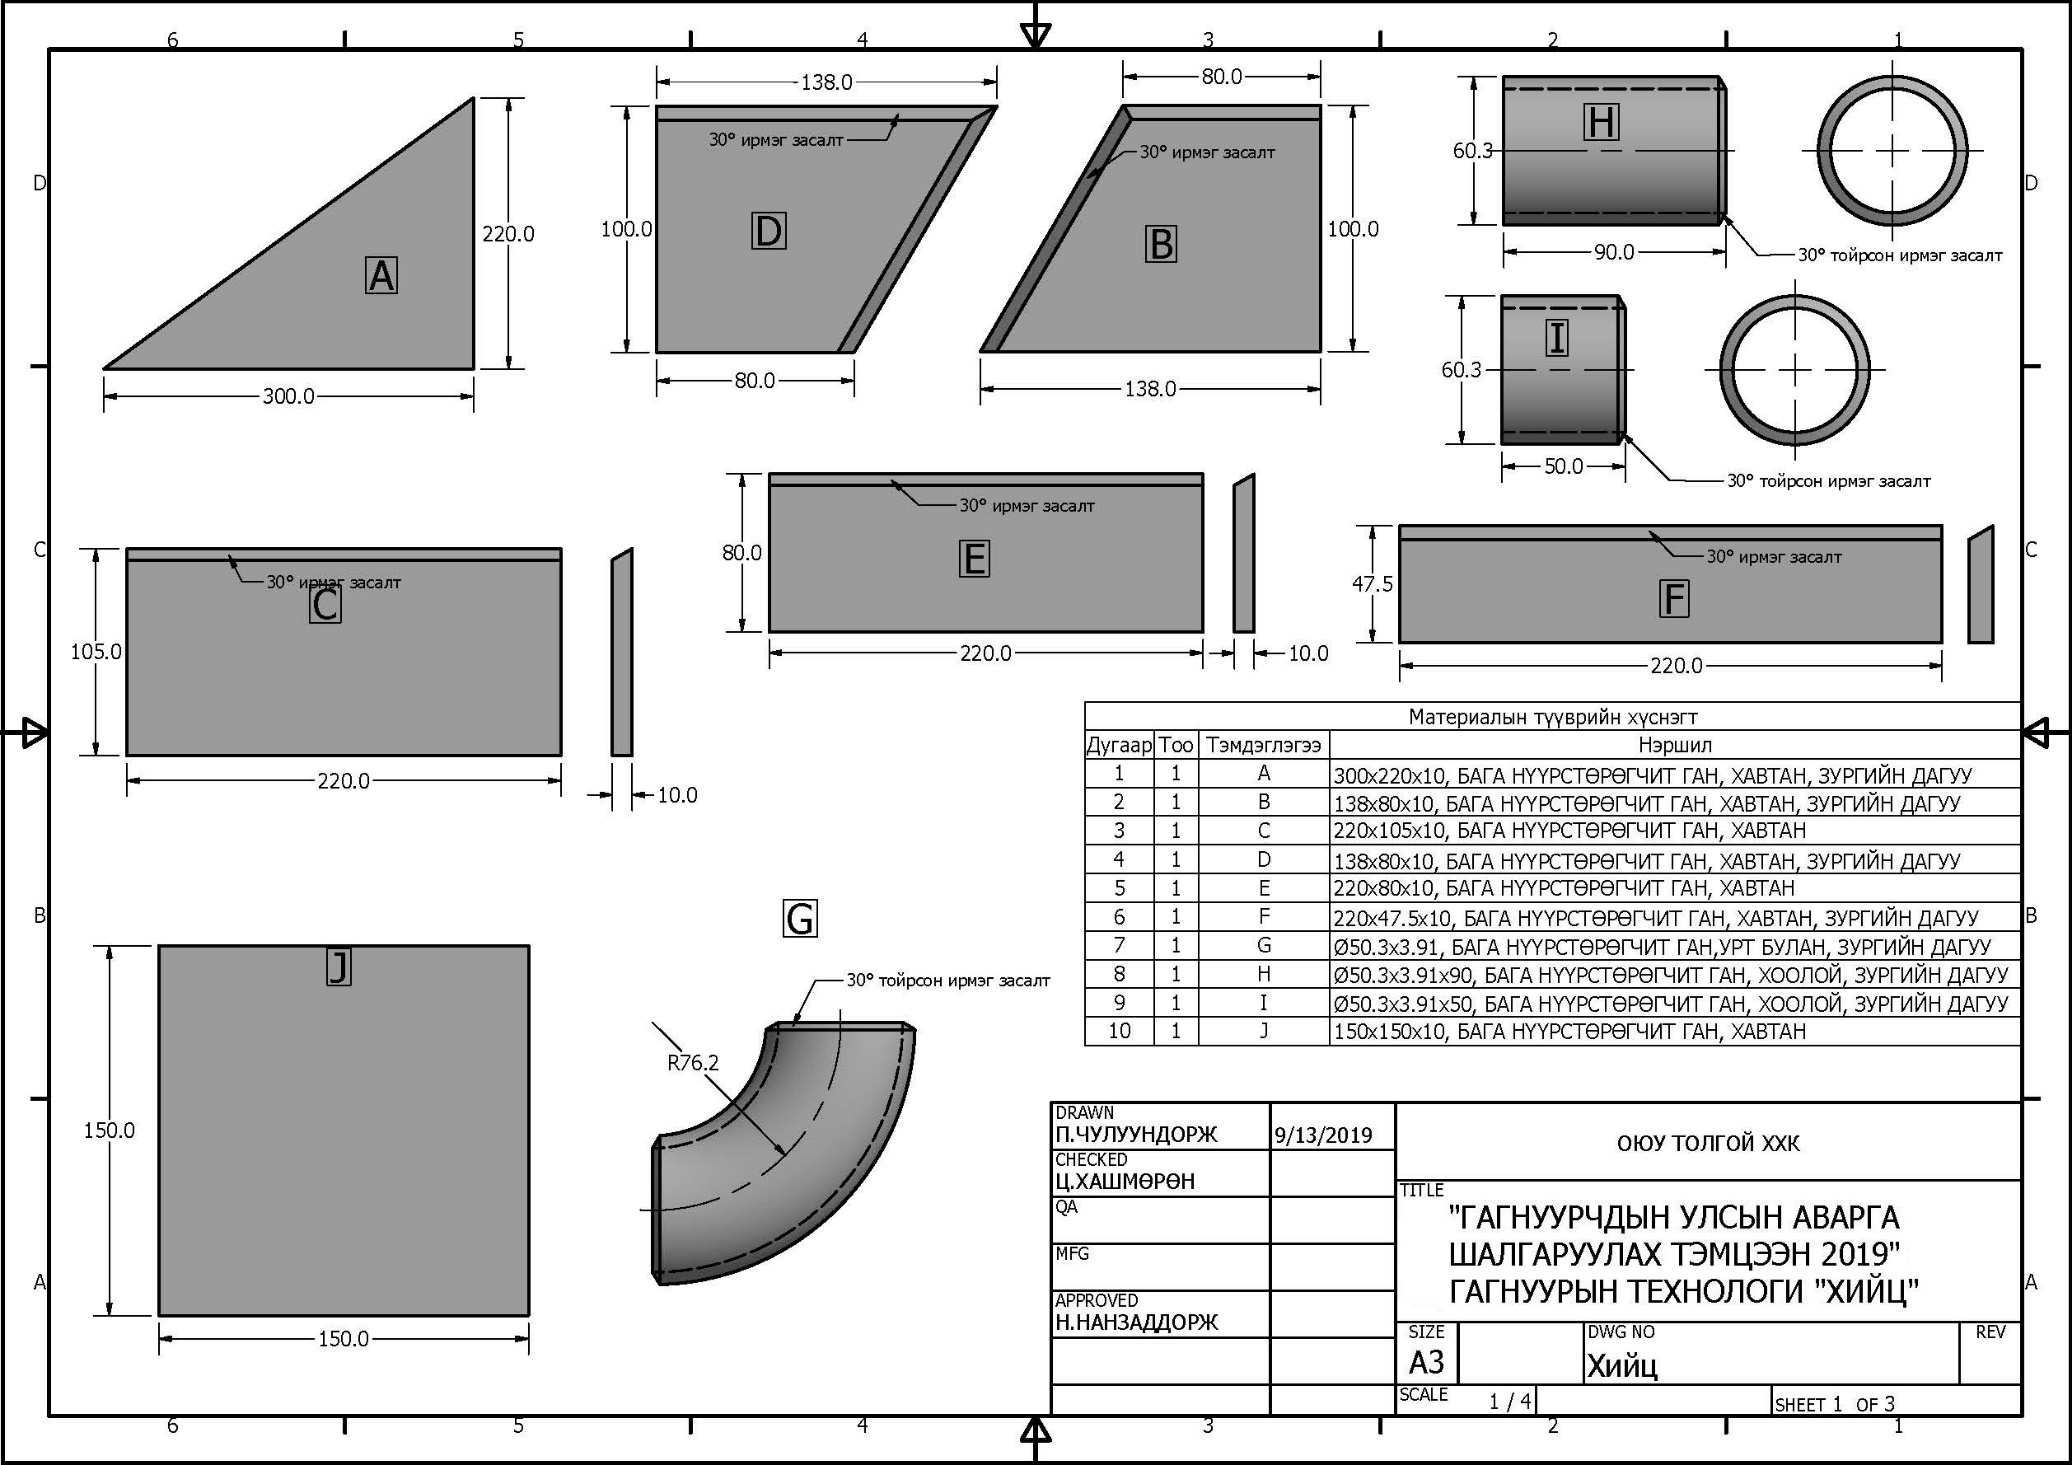 6 5 4 3 2 1
D
C
B
A
D
C
B
A
A
220.0
300.0
138.0
30° ирмэг засалт
100.0
D
80.0
80.0
30° ирмэг засалт
B
100.0
138.0
H
60.3
90.0
30° тойрсон ирмэг засалт
I
60.3
50.0
30° тойрсон ирмэг засалт
30° ирмэг засалт
C
105.0
220.0
10.0
30° ирмэг засалт
80.0
E
220.0
10.0
30° ирмэг засалт
47.5
F
220.0
J
150.0
150.0
G
30° тойрсон ирмэг засалт
R76.2
Материалын түүврийн хүснэгт
Дугаар Тоо Тэмдэглэгээ Нэршил
1 1 A 300x220x10, БАГА НҮҮРСТӨРӨГЧИТ ГАН, ХАВТАН, ЗУРГИЙН ДАГУУ
2 1 B 138x80x10, БАГА НҮҮРСТӨРӨГЧИТ ГАН, ХАВТАН, ЗУРГИЙН ДАГУУ
3 1 C 220x105x10, БАГА НҮҮРСТӨРӨГЧИТ ГАН, ХАВТАН
4 1 D 138x80x10, БАГА НҮҮРСТӨРӨГЧИТ ГАН, ХАВТАН, ЗУРГИЙН ДАГУУ
5 1 E 220x80x10, БАГА НҮҮРСТӨРӨГЧИТ ГАН, ХАВТАН
6 1 F 220x47.5x10, БАГА НҮҮРСТӨРӨГЧИТ ГАН, ХАВТАН, ЗУРГИЙН ДАГУУ
7 1 G Ø50.3x3.91, БАГА НҮҮРСТӨРӨГЧИТ ГАН,УРТ БУЛАН, ЗУРГИЙН ДАГУУ
8 1 H Ø50.3x3.91x90, БАГА НҮҮРСТӨРӨГЧИТ ГАН, ХООЛОЙ, ЗУРГИЙН ДАГУУ
9 1 I Ø50.3x3.91x50, БАГА НҮҮРСТӨРӨГЧИТ ГАН, ХООЛОЙ, ЗУРГИЙН ДАГУУ
10 1 J 150x150x10, БАГА НҮҮРСТӨРӨГЧИТ ГАН, ХАВТАН
DRAWN
П.ЧУЛУУНДОРЖ 9/13/2019
CHECKED
Ц.ХАШМӨРӨН
QA
MFG
APPROVED
Н.НАНЗАДДОРЖ
ОЮУ ТОЛГОЙ ХХК
TITLE
"ГАГНУУРЧДЫН УЛСЫН АВАРГА
ШАЛГАРУУЛАХ ТЭМЦЭЭН 2019"
ГАГНУУРЫН ТЕХНОЛОГИ "ХИЙЦ"
SIZE
A3
DWG NO
Хийц
REV
SCALE
1 / 4
SHEET 1 OF 3
6 5 4 3 2 1